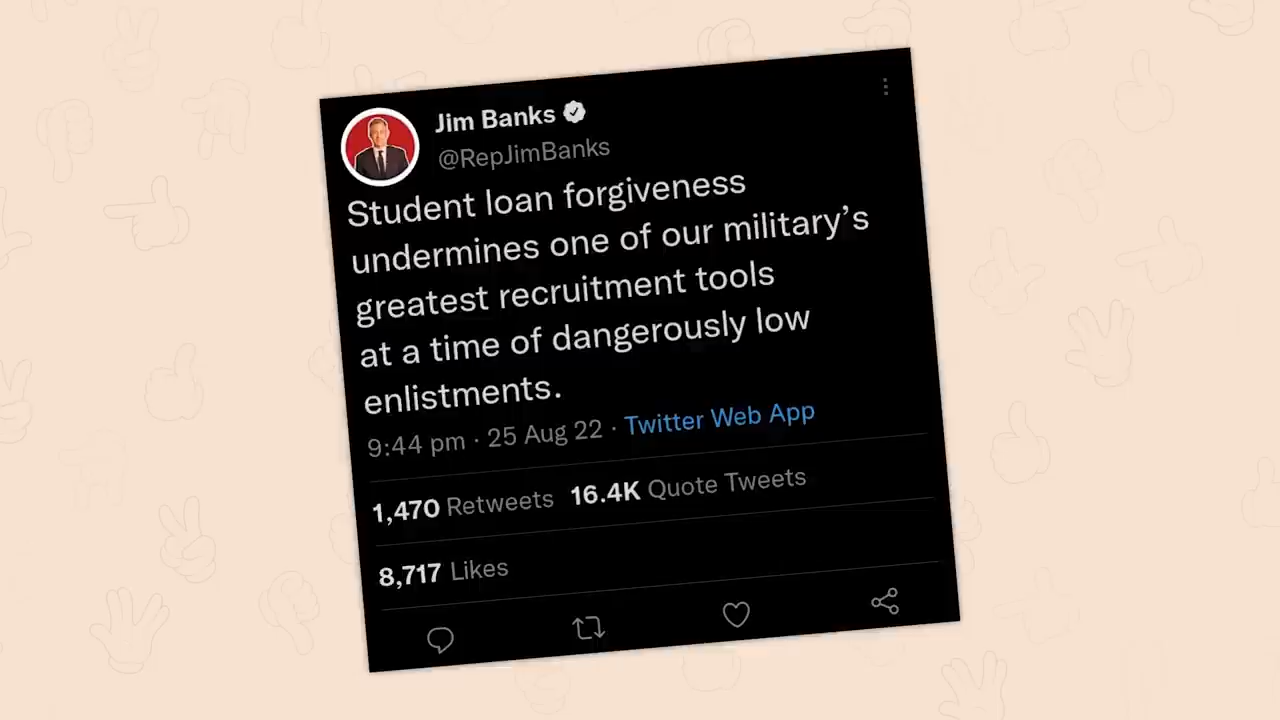 Jim Banks
@RepJimBanks
Student loan forgiveness
undermines one of our military’s
greatest recruitment tools
at a time of dangerously low
enlistments.
9:44 pm · 25 Aug 22 · Twitter Web App
1,470 Retweets 16.4K Quote Tweets
8,717 Likes